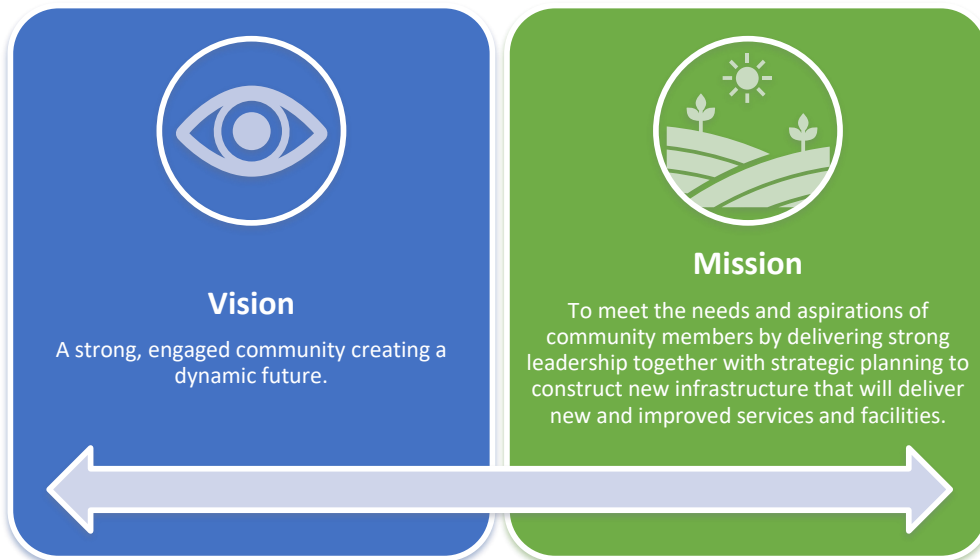 Vision
A strong, engaged community creating a
dynamic future.
Mission
To meet the needs and aspirations of
community members by delivering strong
leadership together with strategic planning to
construct new infrastructure that will deliver
new and improved services and facilities.